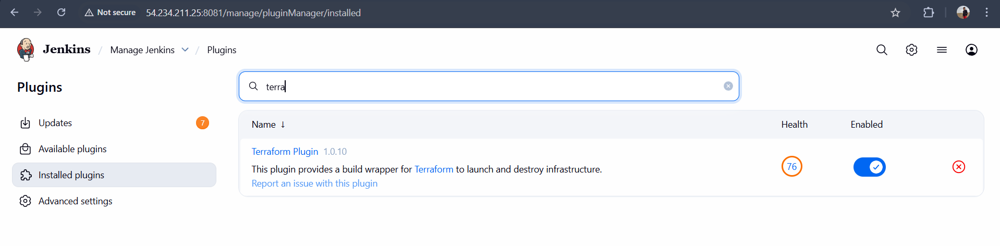 Not secure 54.234.211.25:8081/manage/pluginManager/installed
Jenkins / Manage Jenkins / Plugins
Plugins
terra
Updates 7
Available plugins
Installed plugins
Advanced settings
Name ↓ Health Enabled
Terraform Plugin 1.0.10
This plugin provides a build wrapper for Terraform to launch and destroy infrastructure.
Report an issue with this plugin
76